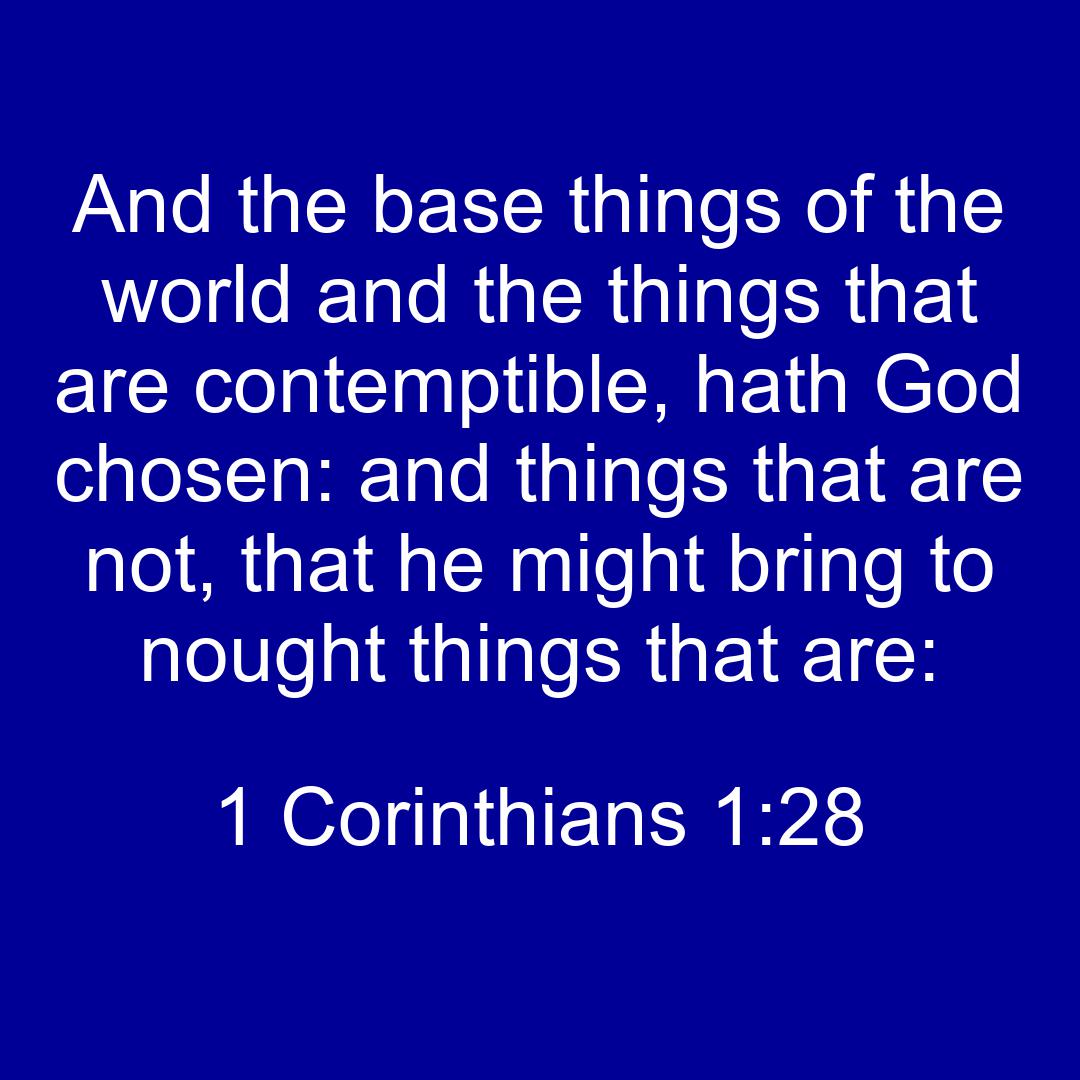 And the base things of the
world and the things that
are contemptible, hath God
chosen: and things that are
not, that he might bring to
nought things that are:
1 Corinthians 1:28